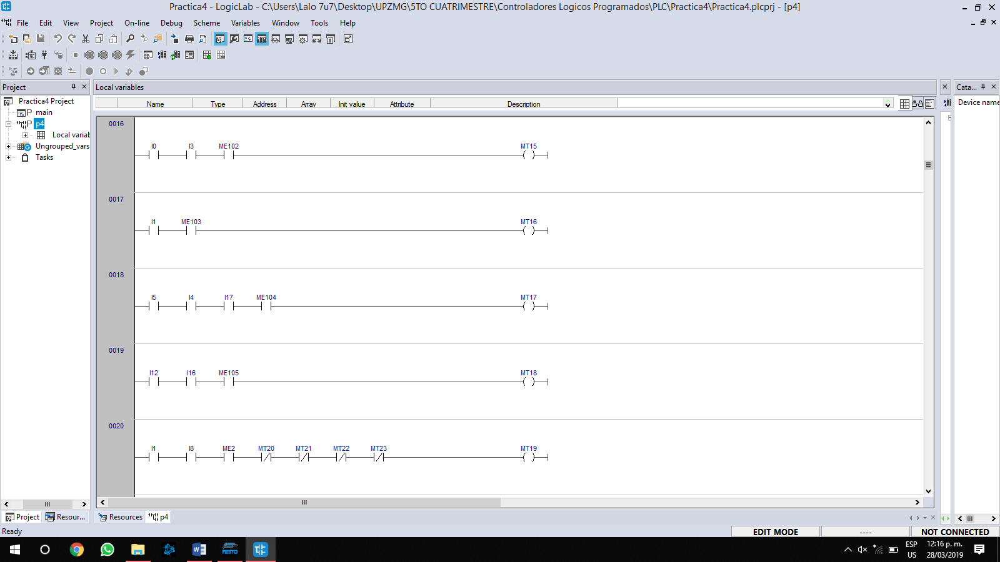 Practica4 - LogicLab - C:\Users\Lalo 7u7\Desktop\UPZMG\5TO CUATRIMESTRE\Controladores Logicos Programados\PLC\Practica4\Practica4.plcprj - [p4]
File Edit View Project On-line Debug Scheme Variables Window Tools Help
Project
Local variables
Cata...
Name Type Address Array Init value Attribute Description
Device name
Practica4 Project
main
p4
Local variab
Ungrouped_vars
Tasks
0016
I0 I3 ME102 MT15
0017
I1 ME103 MT16
0018
I5 I4 I17 ME104 MT17
0019
I12 I16 ME105 MT18
0020
I1 I8 ME2 MT20 MT21 MT22 MT23 MT19
Project Resour... Resources p4
Ready
EDIT MODE ---- NOT CONNECTED
FESTO
ESP
US
12:16 p. m.
28/03/2019